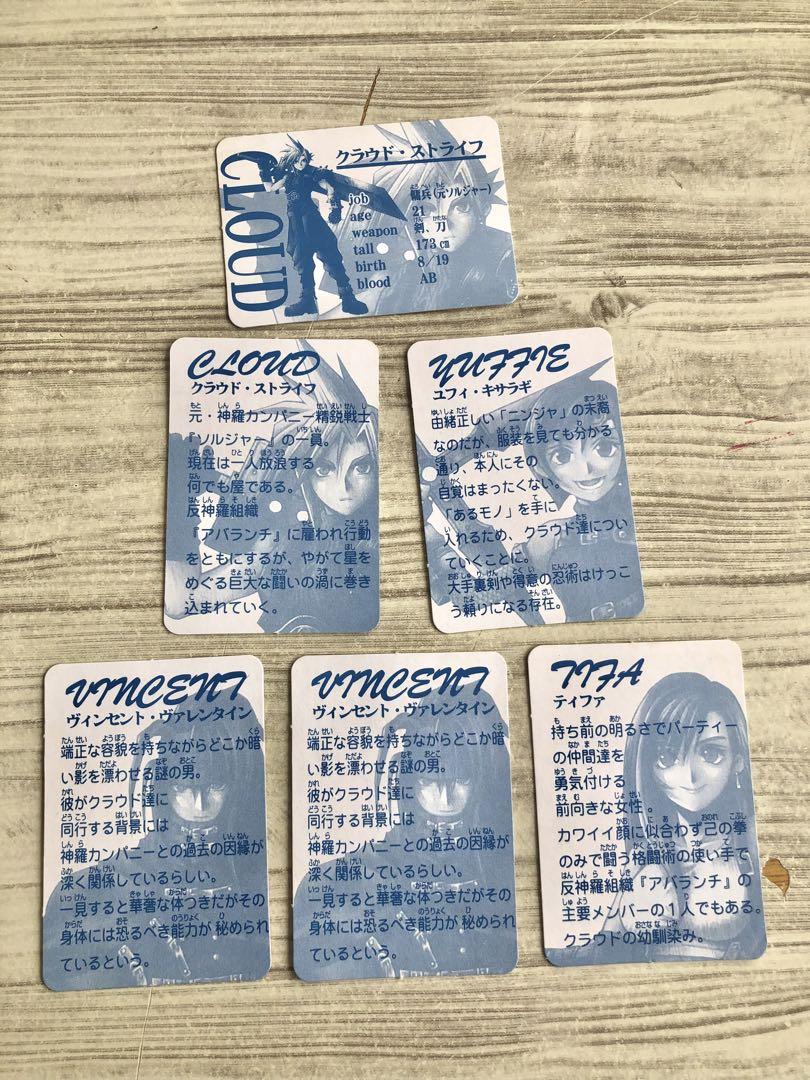 CLOUD
クラウド・ストライフ
job 傭兵(元ソルジャー)
age 21
weapon 剣、刀
tall 173cm
birth 8/19
blood AB
CLOUD
クラウド・ストライフ
元・神羅カンパニー精鋭戦士
『ソルジャー』の一員。
現在は一人放浪する
何でも屋である。
反神羅組織
『アバランチ』に雇われ行動
をともにするが、やがて星を
めぐる巨大な闘いの渦に巻き
込まれていく。
YUFFIE
ユフィ・キサラギ
由緒正しい「ニンジャ」の末裔
なのだが、服装を見ても分かる
通り、本人にその
自覚はまったくない。
「あるモノ」を手に
入れるため、クラウド達につい
ていくことに。
大手裏剣や得意の忍術はけっこ
う頼りになる存在。
VINCENT
ヴィンセント・ヴァレンタイン
端正な容貌を持ちながらどこか暗
い影を漂わせる謎の男。
彼がクラウド達に
同行する背景には
神羅カンパニーとの過去の因縁が
深く関係しているらしい。
一見すると華奢な体つきだがその
身体には恐るべき能力が秘められ
ているという。
VINCENT
ヴィンセント・ヴァレンタイン
端正な容貌を持ちながらどこか暗
い影を漂わせる謎の男。
彼がクラウド達に
同行する背景には
神羅カンパニーとの過去の因縁が
深く関係しているらしい。
一見すると華奢な体つきだがその
身体には恐るべき能力が秘められ
ているという。
TIFA
ティファ
持ち前の明るさでパーティー
の仲間達を
勇気付ける
前向きな女性。
カワイイ顔に似合わず己の拳
のみで闘う格闘術の使い手で
反神羅組織『アバランチ』の
主要メンバーの1人でもある。
クラウドの幼馴染み。